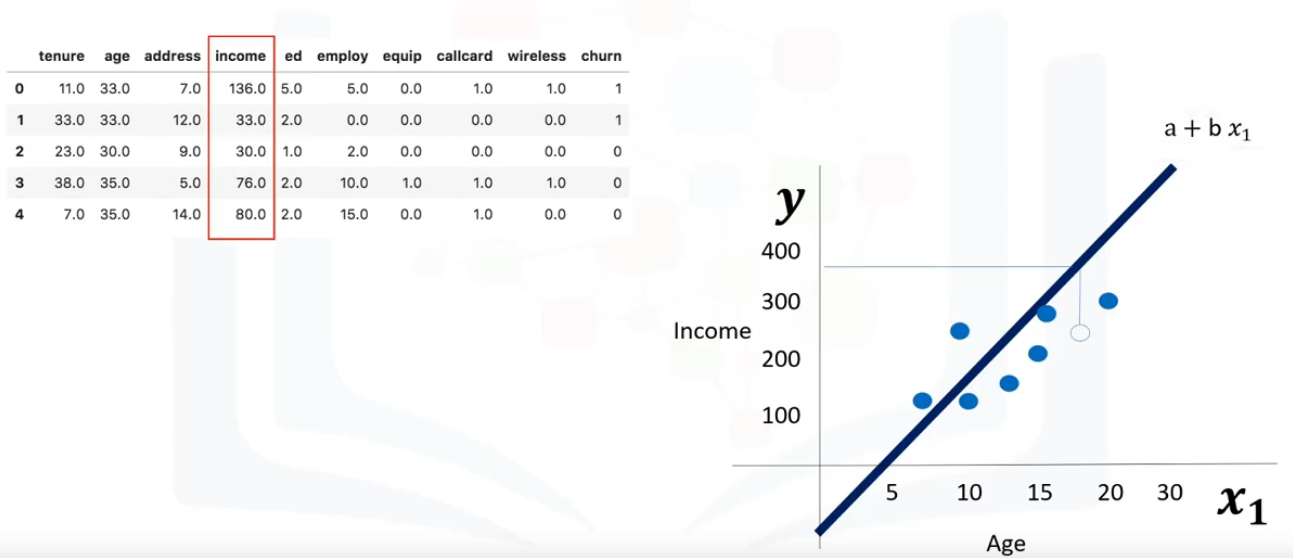 tenure age address income ed employ equip callcard wireless churn
0 11.0 33.0 7.0 136.0 5.0 5.0 0.0 1.0 1.0 1
1 33.0 33.0 12.0 33.0 2.0 0.0 0.0 0.0 0.0 1
2 23.0 30.0 9.0 30.0 1.0 2.0 0.0 0.0 0.0 0
3 38.0 35.0 5.0 76.0 2.0 10.0 1.0 1.0 1.0 0
4 7.0 35.0 14.0 80.0 2.0 15.0 0.0 1.0 0.0 0
a + b x₁
y
400
300
Income
200
100
5 10 15 20 30 x₁
Age